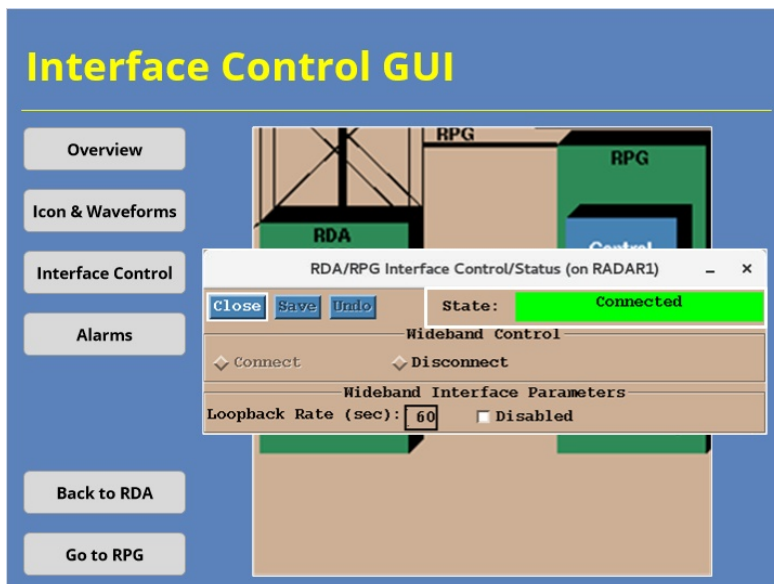 Interface Control GUI
Overview
Icon & Waveforms
Interface Control
Alarms
Back to RDA
Go to RPG
RPG
RPG
RDA
Control
RDA/RPG Interface Control/Status (on RADAR1)
Close Save Undo State: Connected
Wideband Control
Connect Disconnect
Wideband Interface Parameters
Loopback Rate (sec): 60 Disabled